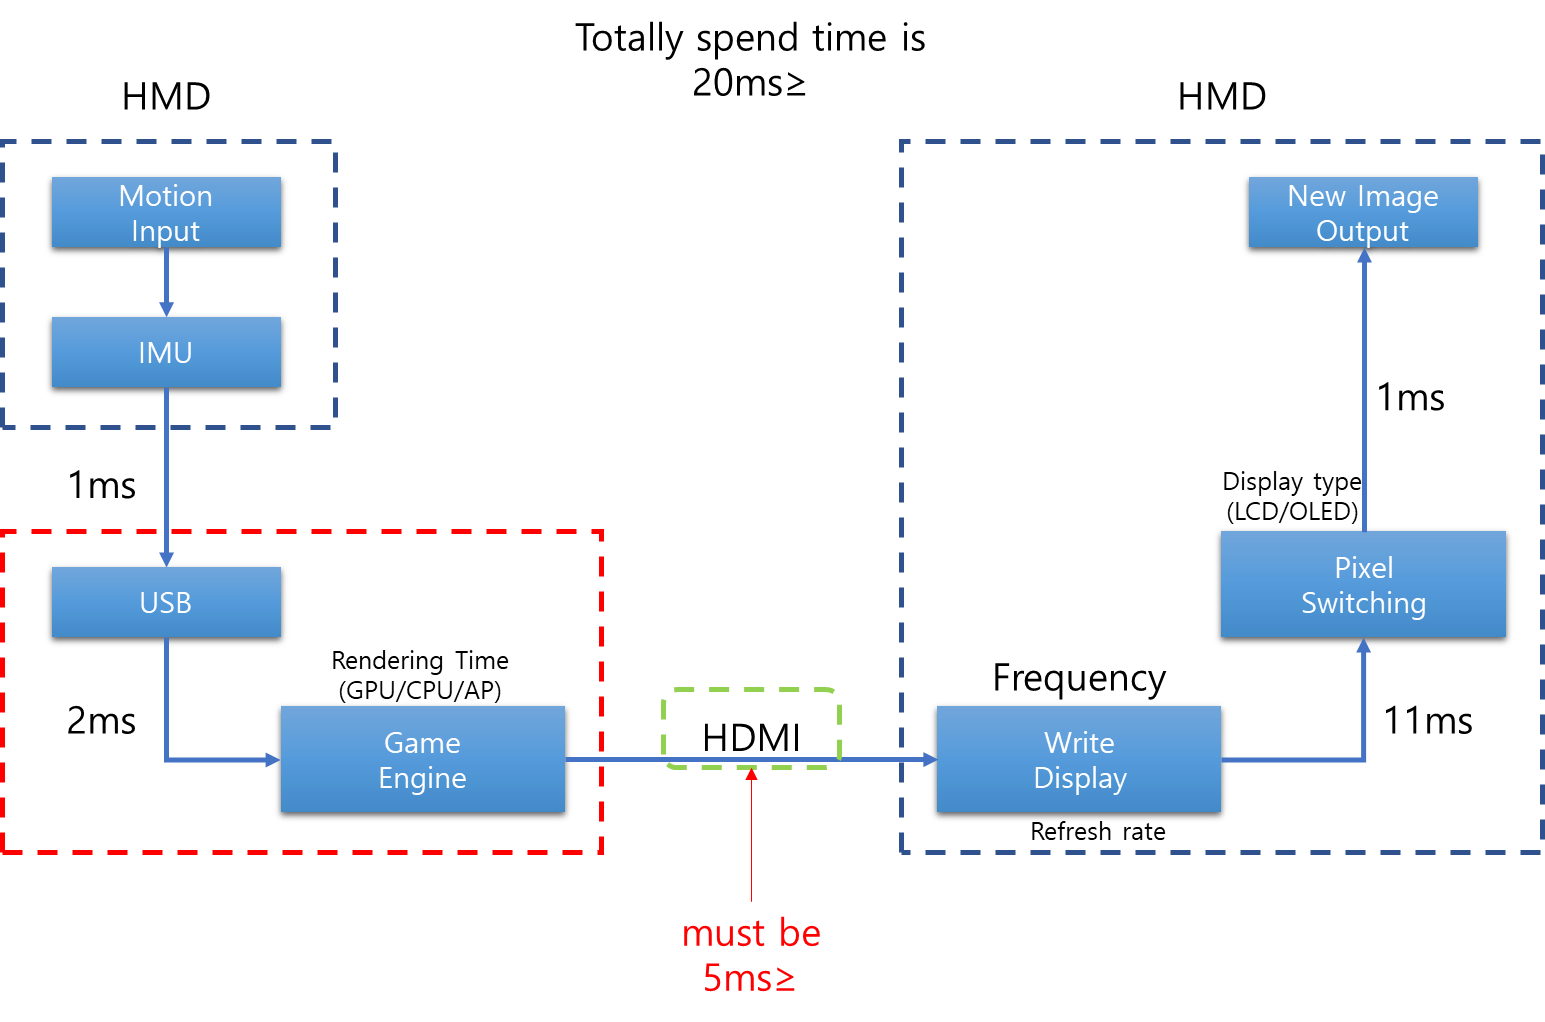 Totally spend time is
20ms≥
HMD
Motion
Input
IMU
1ms
USB
2ms
Rendering Time
(GPU/CPU/AP)
Game
Engine
HDMI
must be
5ms≥
HMD
New Image
Output
1ms
Display type
(LCD/OLED)
Pixel
Switching
11ms
Frequency
Write
Display
Refresh rate